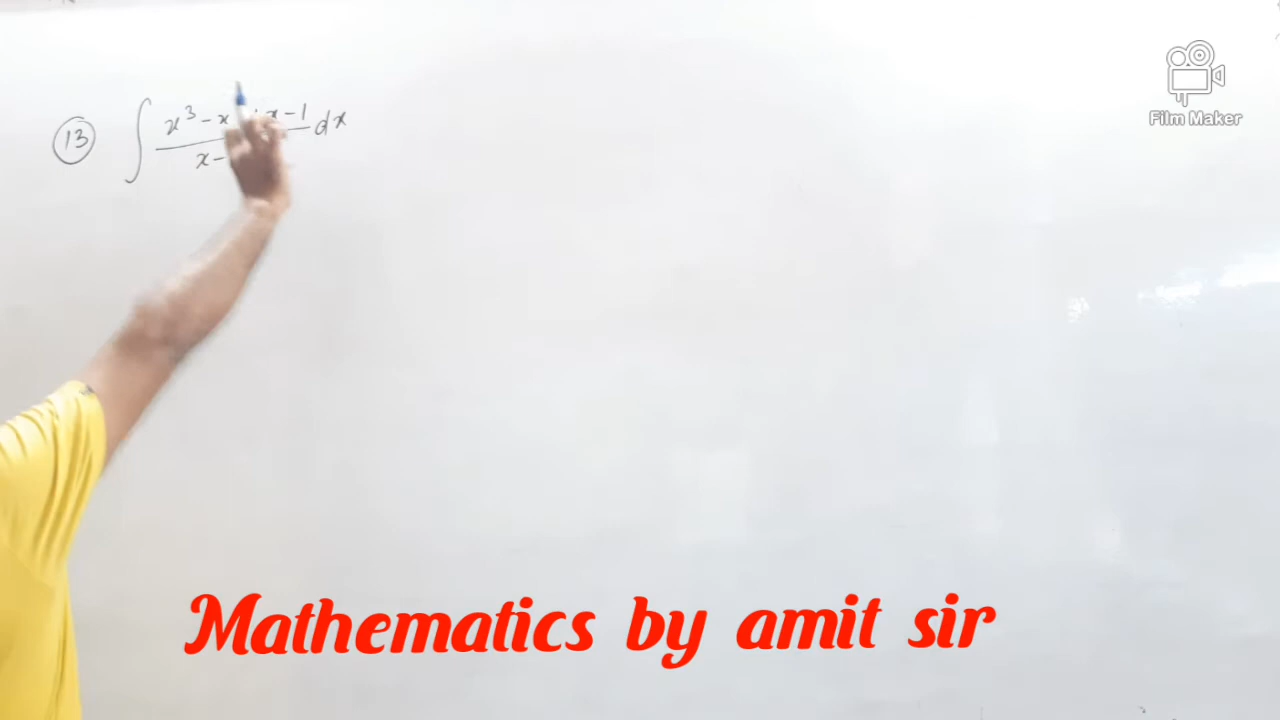 Film Maker
13 ∫ x³ - x x - 1 dx
x -
Mathematics by amit sir